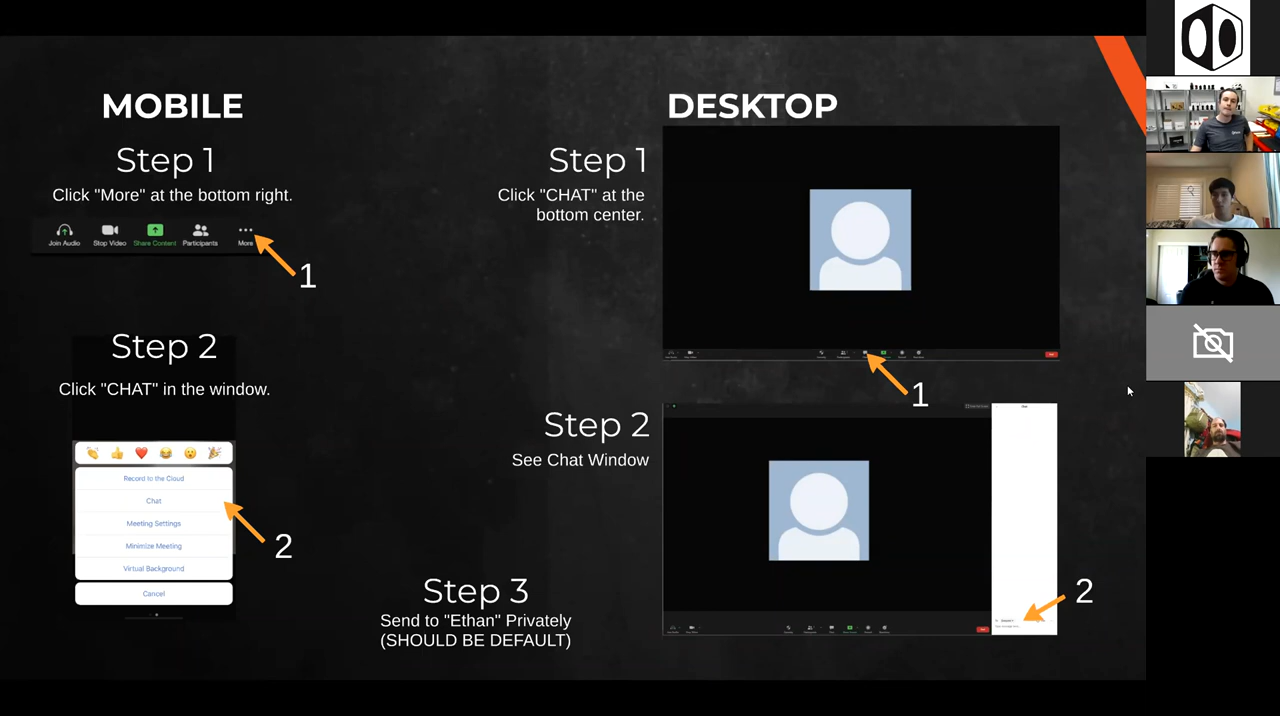 MOBILE
Step 1
Click "More" at the bottom right.
Join Audio
Stop Video
Share Content
Participants
More
1
Step 2
Click "CHAT" in the window.
Record to the Cloud
Chat
Meeting Settings
Minimize Meeting
Virtual Background
Cancel
2
DESKTOP
Step 1
Click "CHAT" at the
bottom center.
1
Step 2
See Chat Window
2
Step 3
Send to "Ethan" Privately
(SHOULD BE DEFAULT)